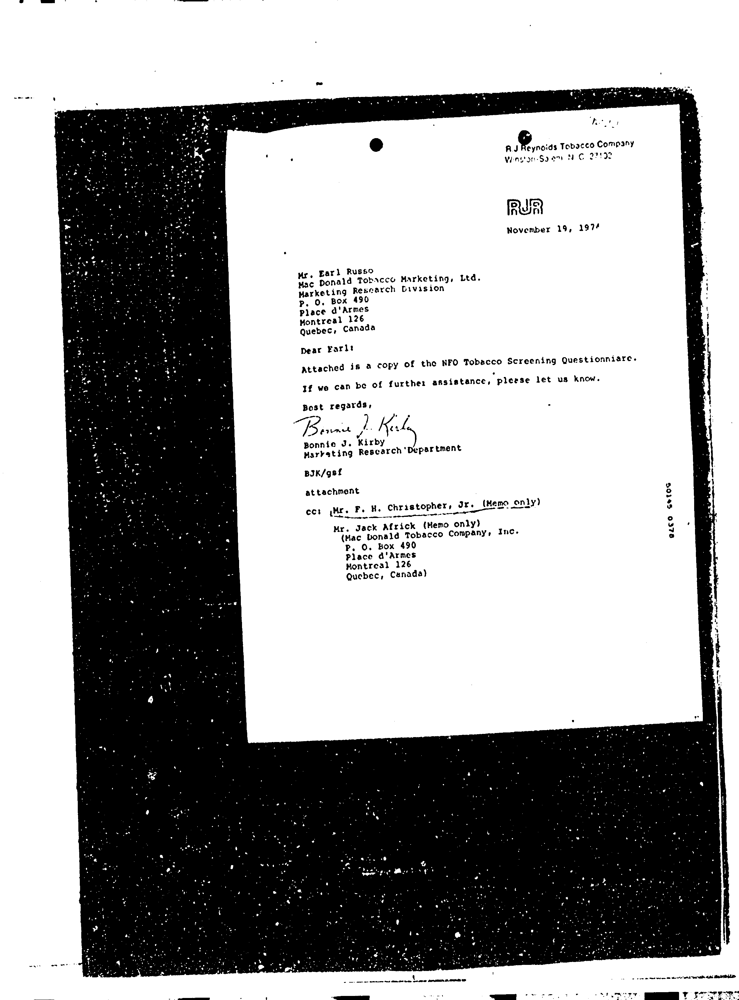 R.J.Reynolds Tobacco Company
Winston-Salem N C 27102
RJR
November 19, 1974
Mr. Earl Russo
Mac Donald Tobacco Marketing, Ltd.
Marketing Research Division
P. O. Box 490
Place d'Armes
Montreal 126
Quebec, Canada
Dear Earl:
Attached is a copy of the NFO Tobacco Screening Questionniare.
If we can be of further assistance, please let us know.
Best regards,
Bonnie J. Kirby
Bonnie J. Kirby
Marketing Research Department
BJK/gsf
attachment
cc: Mr. F. H. Christopher, Jr. (Memo only)
Mr. Jack Africk (Memo only)
(Mac Donald Tobacco Company, Inc.
P. O. Box 490
Place d'Armes
Montreal 126
Quebec, Canada)
50145 0378